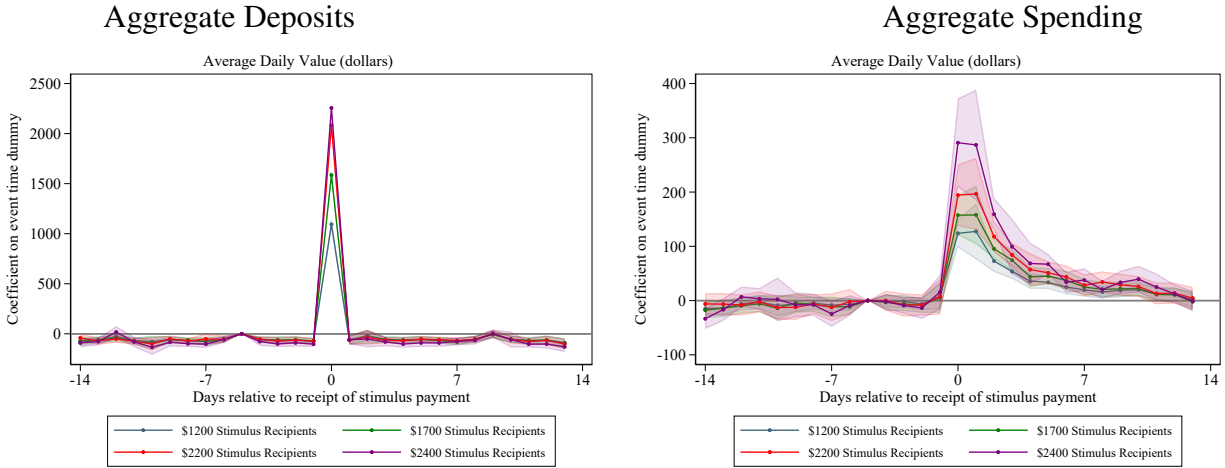 Aggregate Deposits
Average Daily Value (dollars)
Coefficient on event time dummy
2500
2000
1500
1000
500
0
-14
-7
0
7
14
Days relative to receipt of stimulus payment
$1200 Stimulus Recipients
$1700 Stimulus Recipients
$2200 Stimulus Recipients
$2400 Stimulus Recipients
Aggregate Spending
Average Daily Value (dollars)
Coefficient on event time dummy
400
300
200
100
0
-100
-14
-7
0
7
14
Days relative to receipt of stimulus payment
$1200 Stimulus Recipients
$1700 Stimulus Recipients
$2200 Stimulus Recipients
$2400 Stimulus Recipients